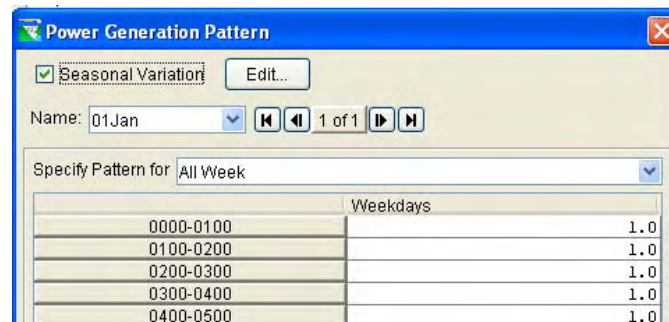 Power Generation Pattern
Seasonal Variation Edit...
Name: 01Jan 1 of 1
Specify Pattern for All Week
Weekdays
0000-0100 1.0
0100-0200 1.0
0200-0300 1.0
0300-0400 1.0
0400-0500 1.0